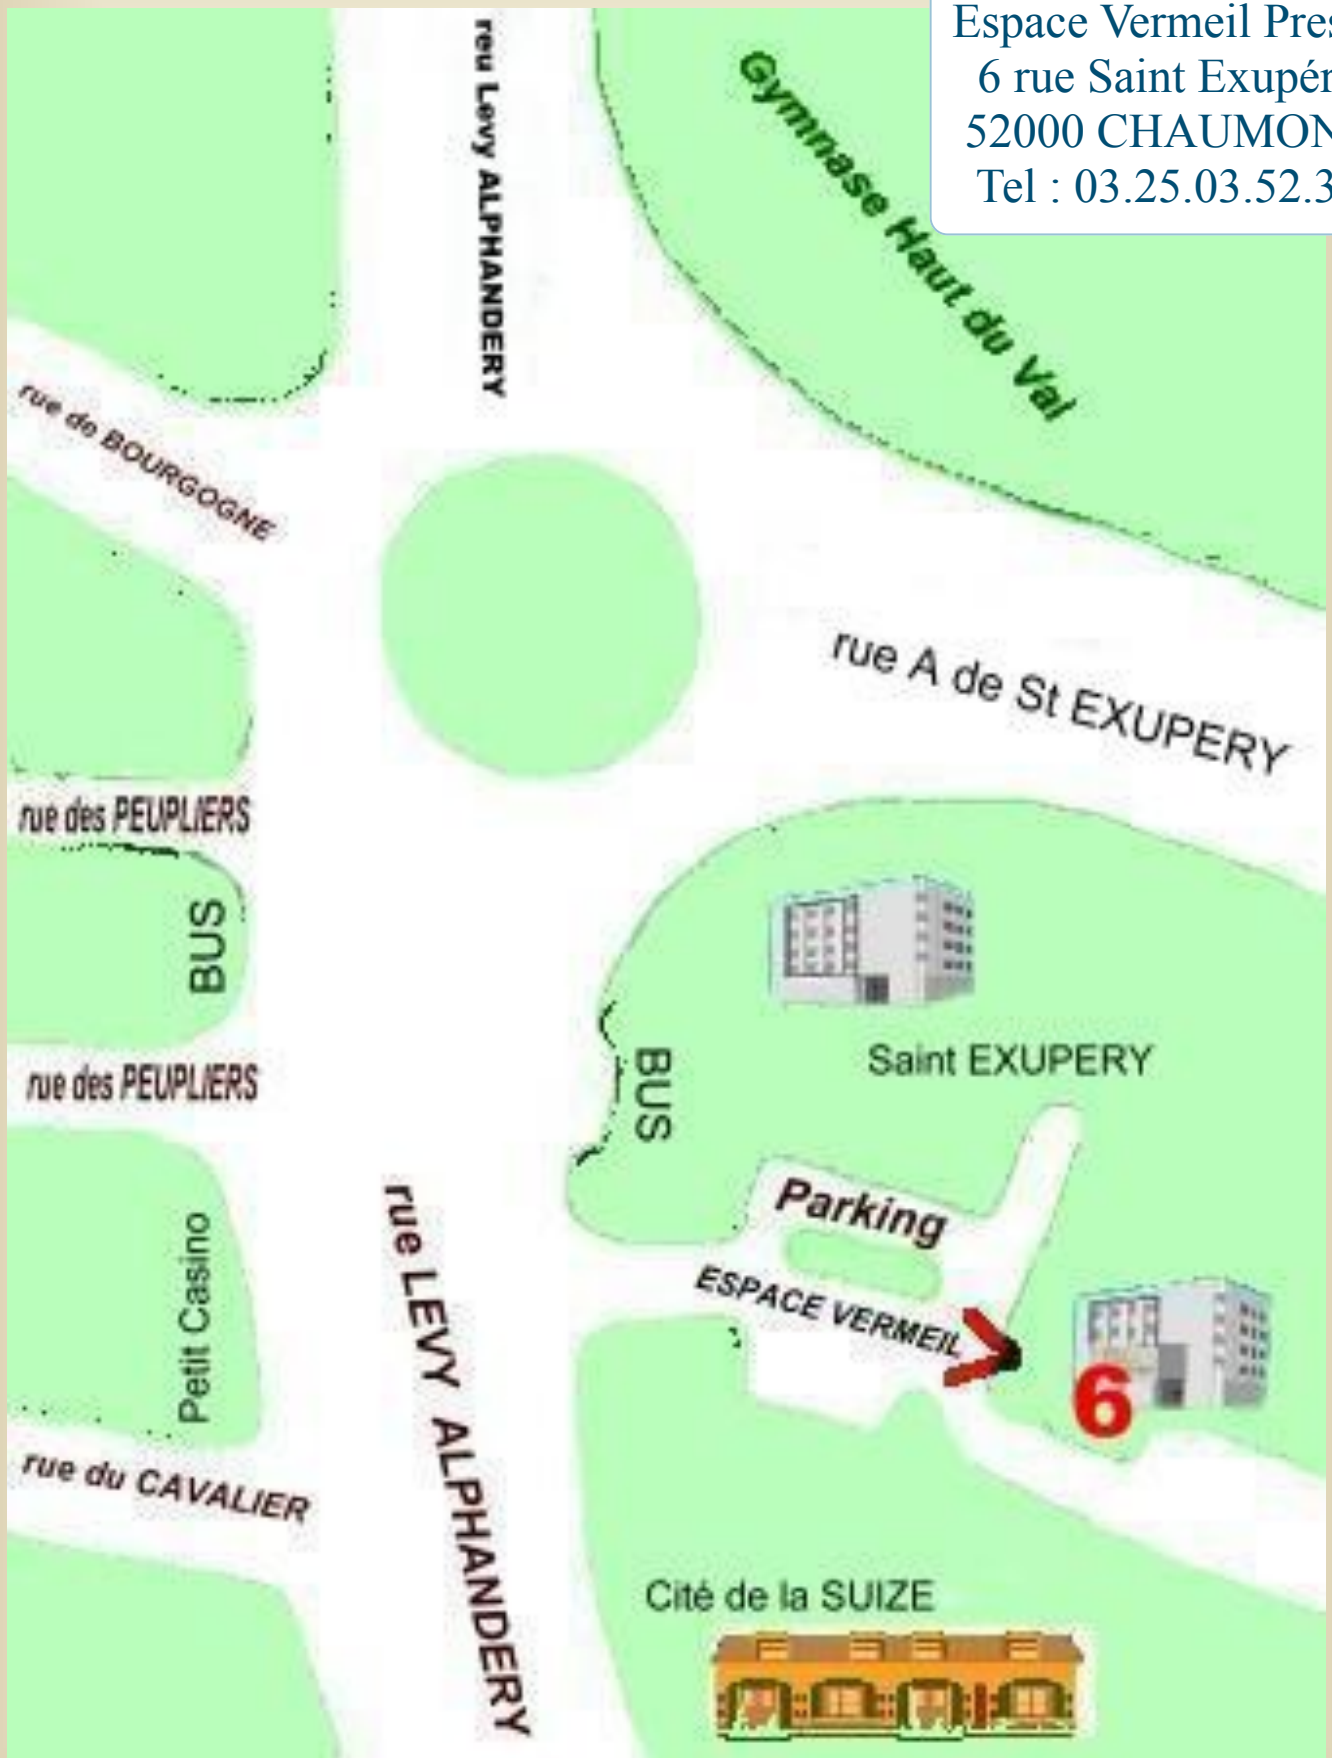 Espace Vermeil Pres
6 rue Saint Exupér
52000 CHAUMON
Tel : 03.25.03.52.3
reu Levy ALPHANDERY
Gymnase Haut du Val
rue de BOURGOGNE
rue A de St EXUPERY
rue des PEUPLIERS
BUS
Saint EXUPERY
rue des PEUPLIERS
BUS
Parking
ESPACE VERMEIL
6
Petit Casino
rue LEVY ALPHANDERY
rue du CAVALIER
Cité de la SUIZE